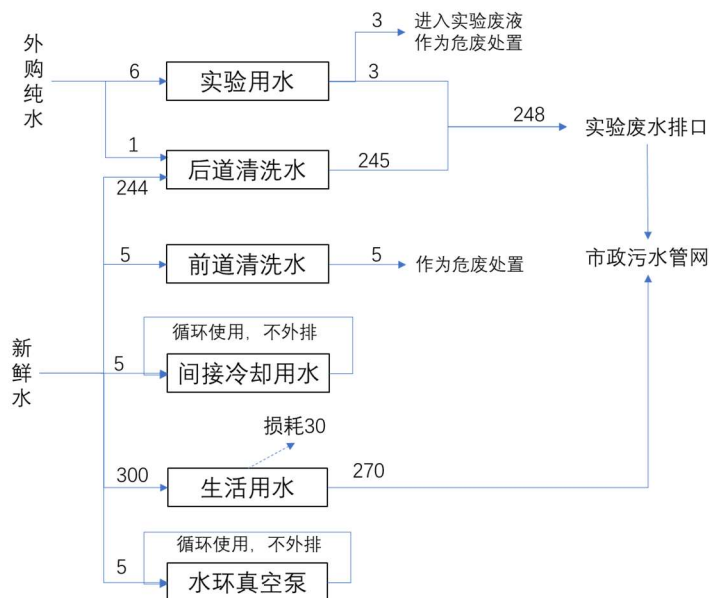 外购纯水
6
实验用水
3
进入实验废液
作为危废处置
3
1
244
后道清洗水
245
248
实验废水排口
市政污水管网
5
前道清洗水
5
作为危废处置
新鲜水
循环使用，不外排
5
间接冷却用水
损耗30
300
生活用水
270
循环使用，不外排
5
水环真空泵